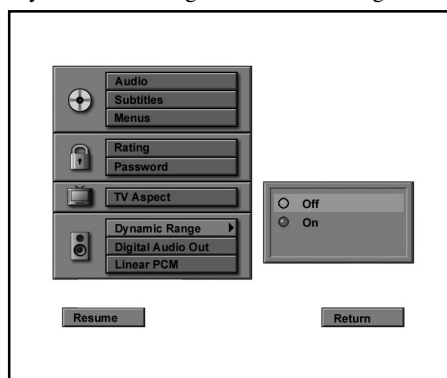 Audio
Subtitles
Menus
Rating
Password
TV Aspect
Dynamic Range
Digital Audio Out
Linear PCM
Off
On
Resume
Return